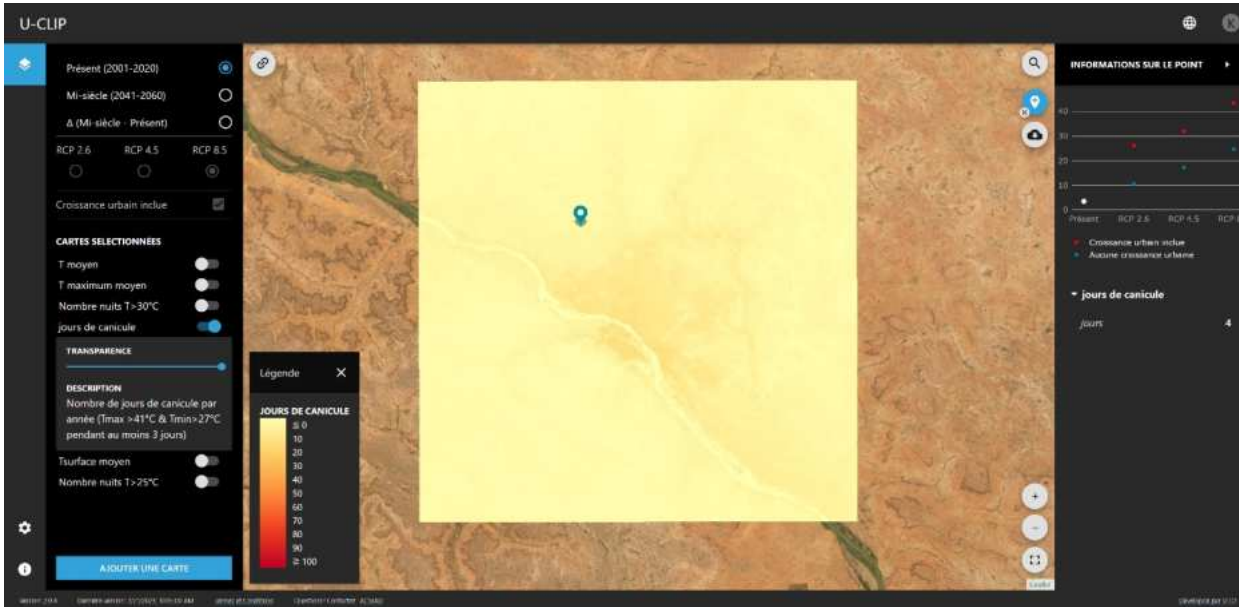 U-CLIP
Présent (2001-2020)
Mi-siècle (2041-2060)
Δ (Mi-siècle - Présent)
RCP 2.6 RCP 4.5 RCP 8.5
Croissance urbain inclue
CARTES SELECTIONNÉES
T moyen
T maximum moyen
Nombre nuits T>30°C
jours de canicule
TRANSPARENCE
DESCRIPTION
Nombre de jours de canicule par
année (Tmax >41°C & Tmin>27°C
pendant au moins 3 jours)
Tsurface moyen
Nombre nuits T>25°C
AJOUTER UNE CARTE
Légende
JOURS DE CANICULE
≤ 0
10
20
30
40
50
60
70
80
90
≥ 100
Leaflet
INFORMATIONS SUR LE POINT
40
30
20
10
0
Présent RCP 2.6 RCP 4.5
Croissance urbain inclue
Aucune croissance urbaine
jours de canicule
jours 4